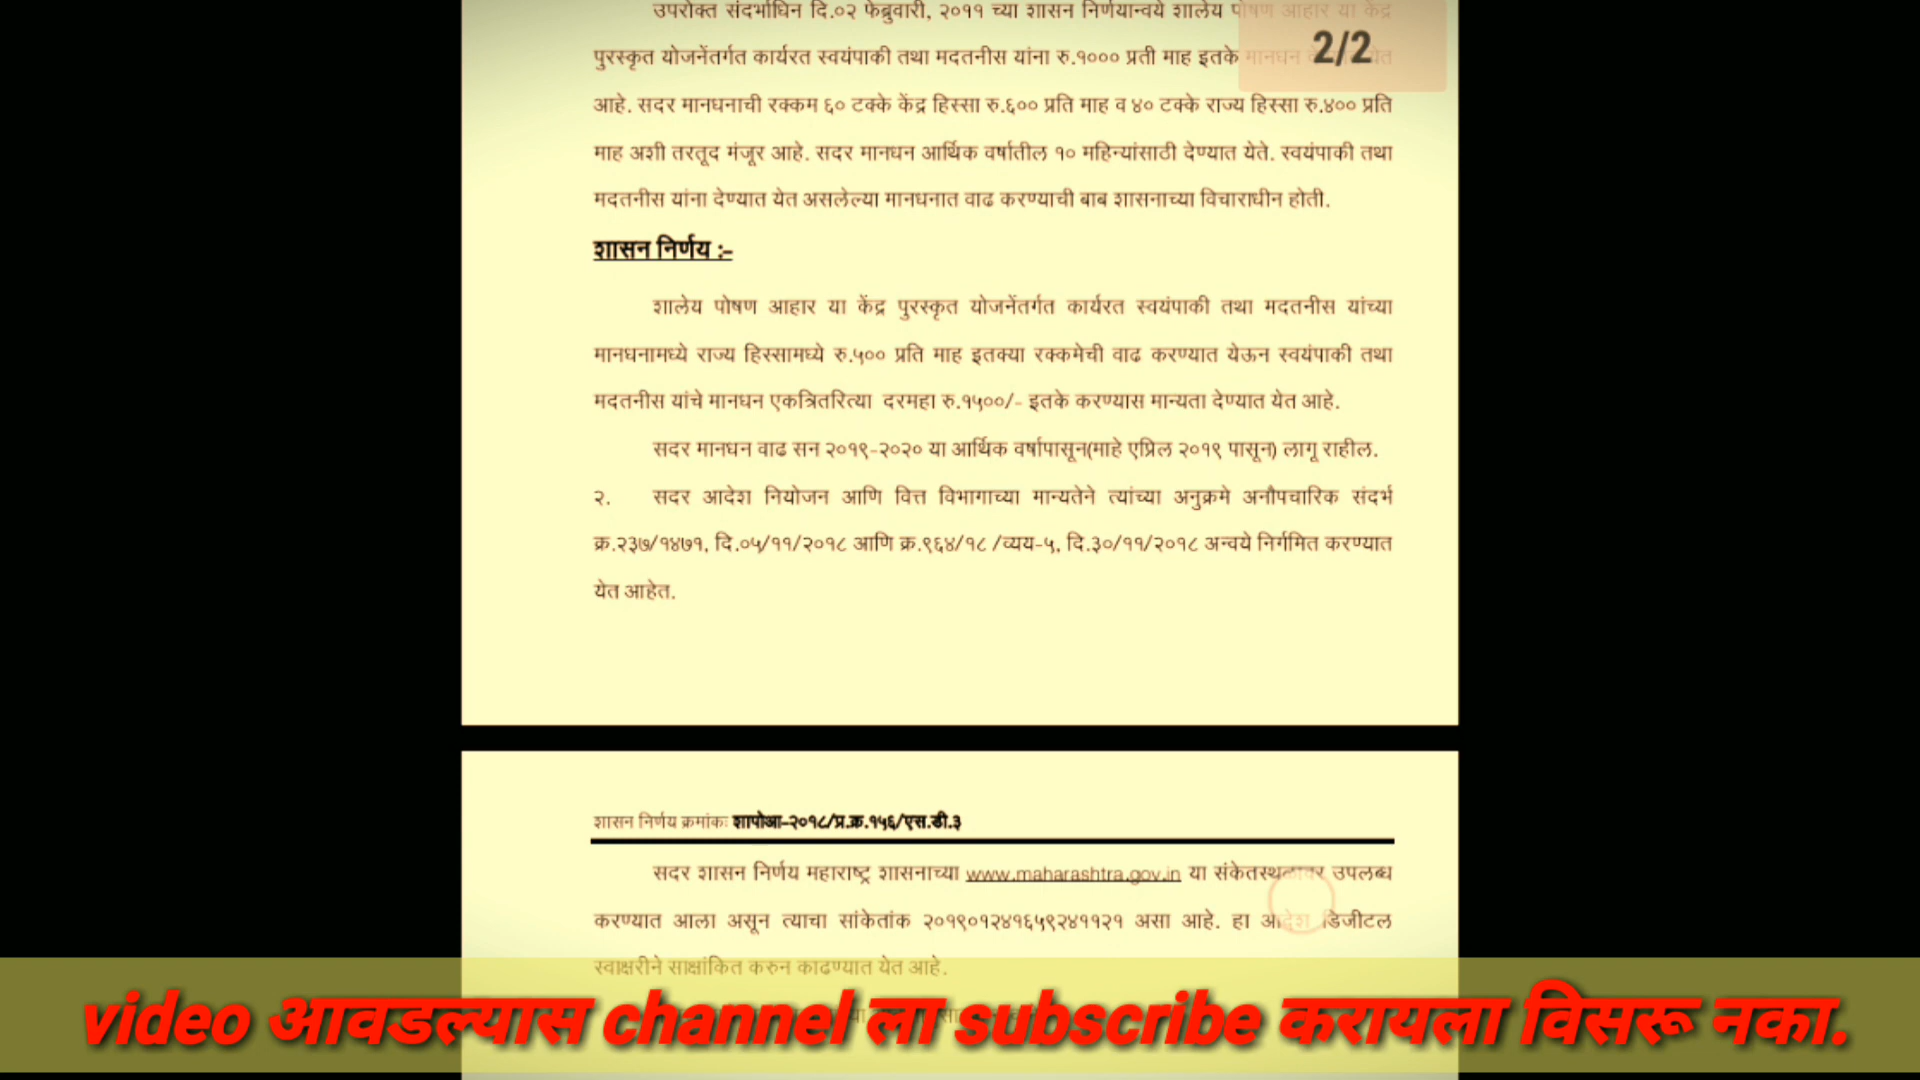 उपरोक्त संदर्भाधिन दि.०२ फेब्रुवारी, २०११ च्या शासन निर्णयान्वये शालेय पोषण आहार या केंद्र
2/2
पुरस्कृत योजनेंतर्गत कार्यरत स्वयंपाकी तथा मदतनीस यांना रु.१००० प्रती माह इतके मानधन
आहे. सदर मानधनाची रक्कम ६० टक्के केंद्र हिस्सा रु.६०० प्रति माह व ४० टक्के राज्य हिस्सा रु.४०० प्रति
माह अशी तरतूद मंजूर आहे. सदर मानधन आर्थिक वर्षातील १० महिन्यांसाठी देण्यात येते. स्वयंपाकी तथा
मदतनीस यांना देण्यात येत असलेल्या मानधनात वाढ करण्याची बाब शासनाच्या विचाराधीन होती.
शासन निर्णय :-
शालेय पोषण आहार या केंद्र पुरस्कृत योजनेंतर्गत कार्यरत स्वयंपाकी तथा मदतनीस यांच्या
मानधनामध्ये राज्य हिस्सामध्ये रु.५०० प्रति माह इतक्या रक्कमेची वाढ करण्यात येऊन स्वयंपाकी तथा
मदतनीस यांचे मानधन एकत्रितरित्या दरमहा रु.१५००/- इतके करण्यास मान्यता देण्यात येत आहे.
सदर मानधन वाढ सन २०१९-२०२० या आर्थिक वर्षापासून(माहे एप्रिल २०१९ पासून) लागू राहील.
२. सदर आदेश नियोजन आणि वित्त विभागाच्या मान्यतेने त्यांच्या अनुक्रमे अनौपचारिक संदर्भ
क्र.२३७/१४७१, दि.०५/११/२०१८ आणि क्र.९६४/१८ /व्यय-५, दि.३०/११/२०१८ अन्वये निर्गमित करण्यात
येत आहेत.
शासन निर्णय क्रमांकः शापोआ-२०१८/प्र.क्र.१५६/एस.डी.३
सदर शासन निर्णय महाराष्ट्र शासनाच्या www.maharashtra.gov.in या संकेतस्थळावर उपलब्ध
करण्यात आला असून त्याचा सांकेतांक २०१९०१२४१६५९२४११२१ असा आहे. हा आदेश डिजीटल
स्वाक्षरीने साक्षांकित करुन काढण्यात येत आहे.
video आवडल्यास channel ला subscribe करायला विसरू नका.